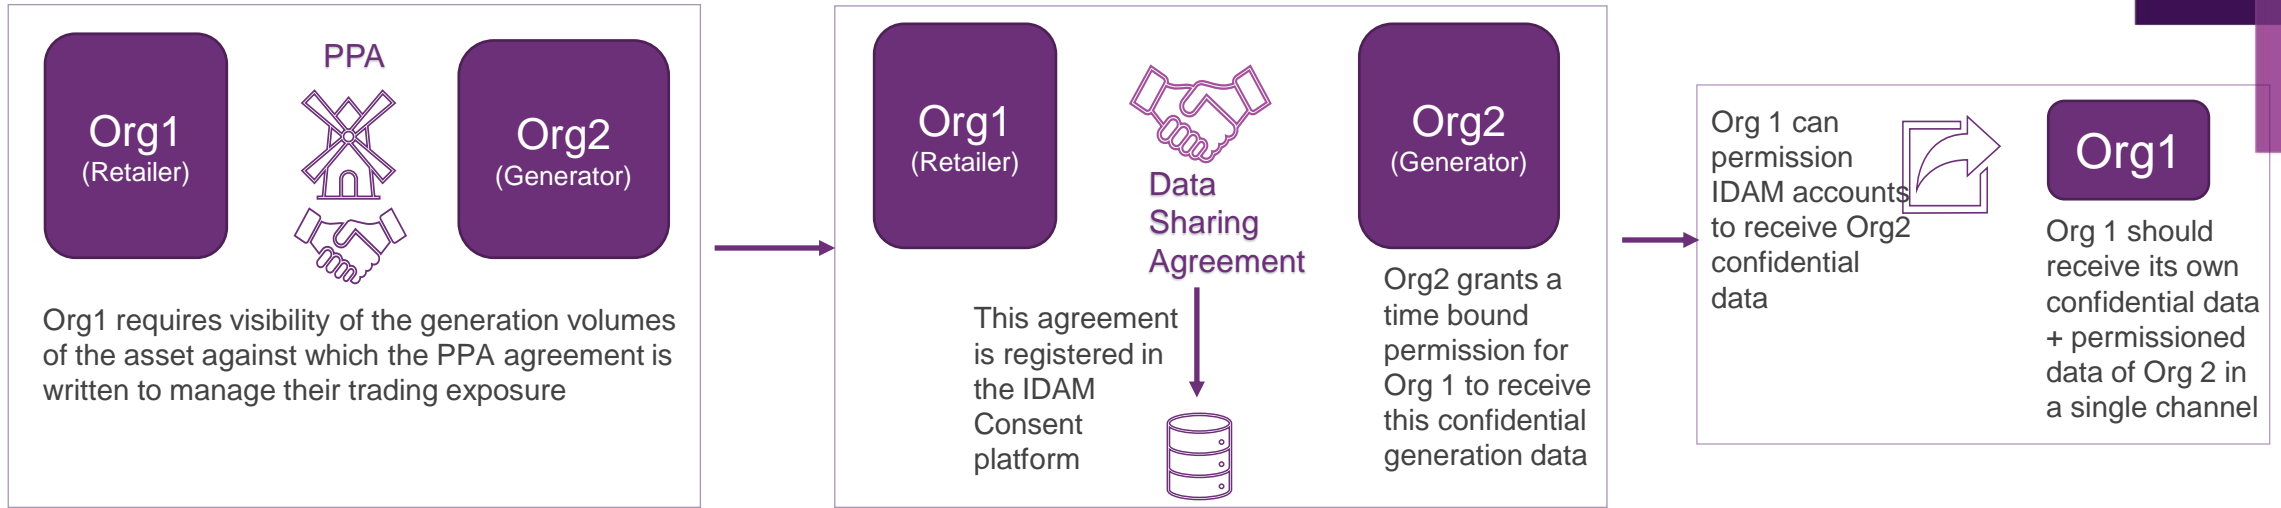 PPA
Org1
(Retailer)
Org2
(Generator)
Org1 requires visibility of the generation volumes
of the asset against which the PPA agreement is
written to manage their trading exposure
Org1
(Retailer)
Data
Sharing
Agreement
Org2
(Generator)
This agreement
is registered in
the IDAM
Consent
platform
Org2 grants a
time bound
permission for
Org 1 to receive
this confidential
generation data
Org 1 can
permission
IDAM accounts
to receive Org2
confidential
data
Org1
Org 1 should
receive its own
confidential data
+ permissioned
data of Org 2 in
a single channel